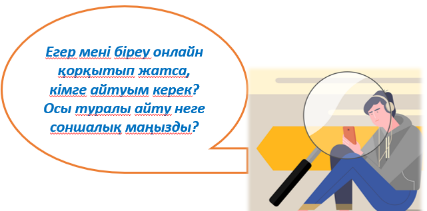 Егер мені біреу онлайн
қорқытып жатса,
кімге айтуым керек?
Осы туралы айту неге
соншалық маңызды?